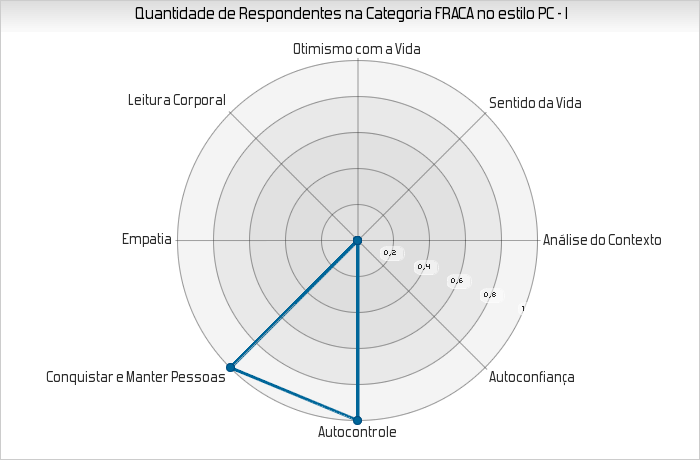 Quantidade de Respondentes na Categoria FRACA no estilo PC - I
Otimismo com a Vida
Leitura Corporal
Sentido da Vida
Empatia
Análise do Contexto
0,2
0,4
0,6
0,8
1
Conquistar e Manter Pessoas
Autoconfiança
Autocontrole